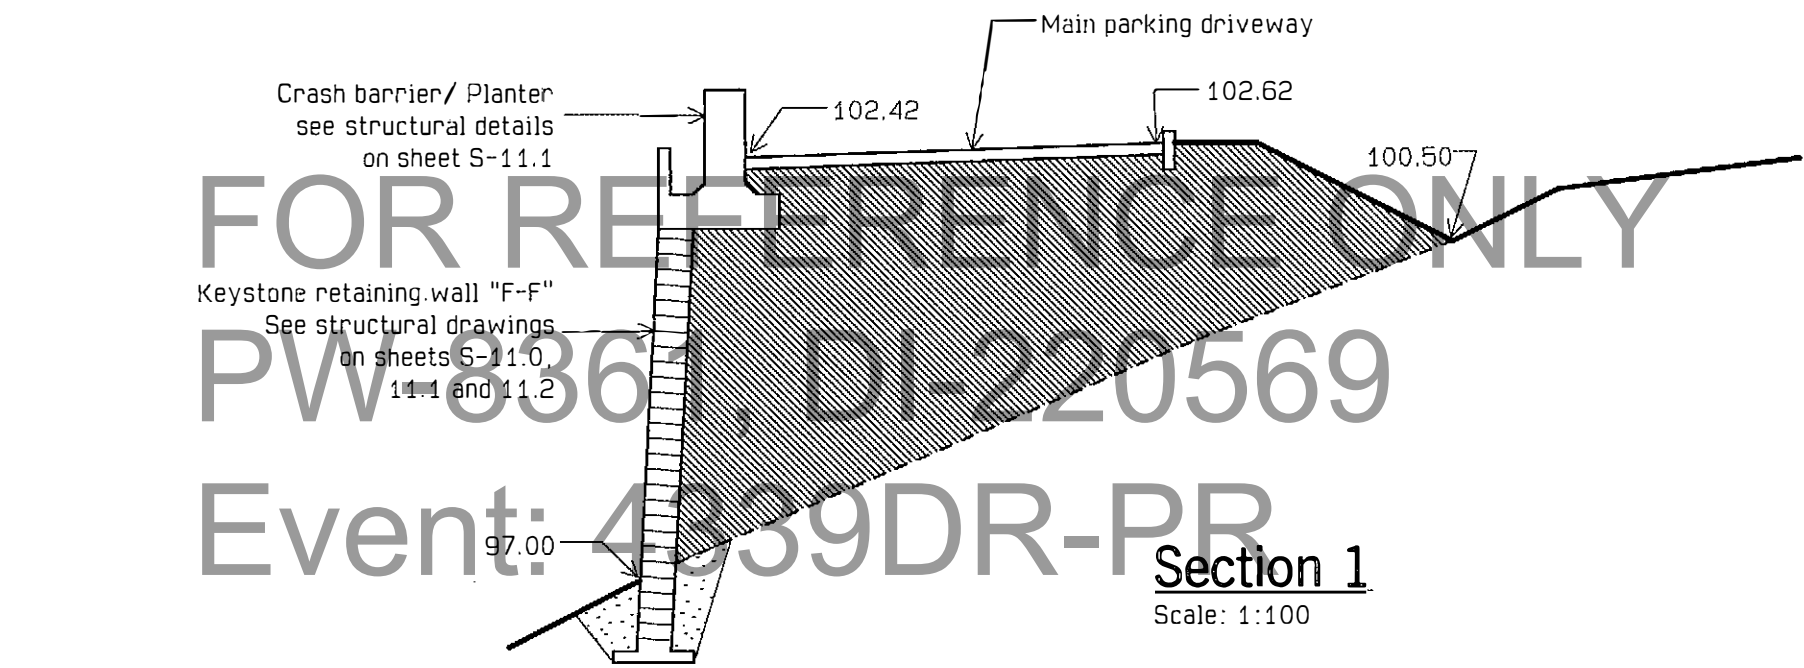 Main parking driveway
Crash barrier/ Planter
see structural details
on sheet S-11.1
102.42
102.62
100.50
FOR REFERENCE ONLY
Keystone retaining.wall "F-F"
See structural drawings
on sheets S-11.0,
11.1 and 11.2
PW-8361, DI-220569
97.00
Event: 4339DR-PR
Section 1
Scale: 1:100